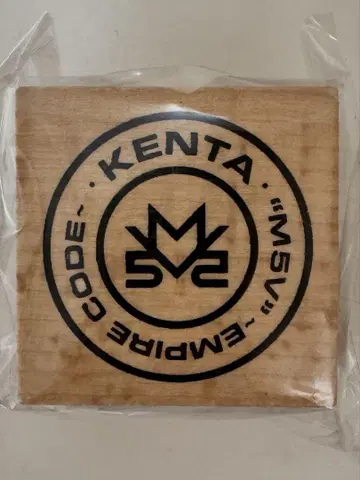 · KENTA · "M5V" ~EMPIRE CODE~
M